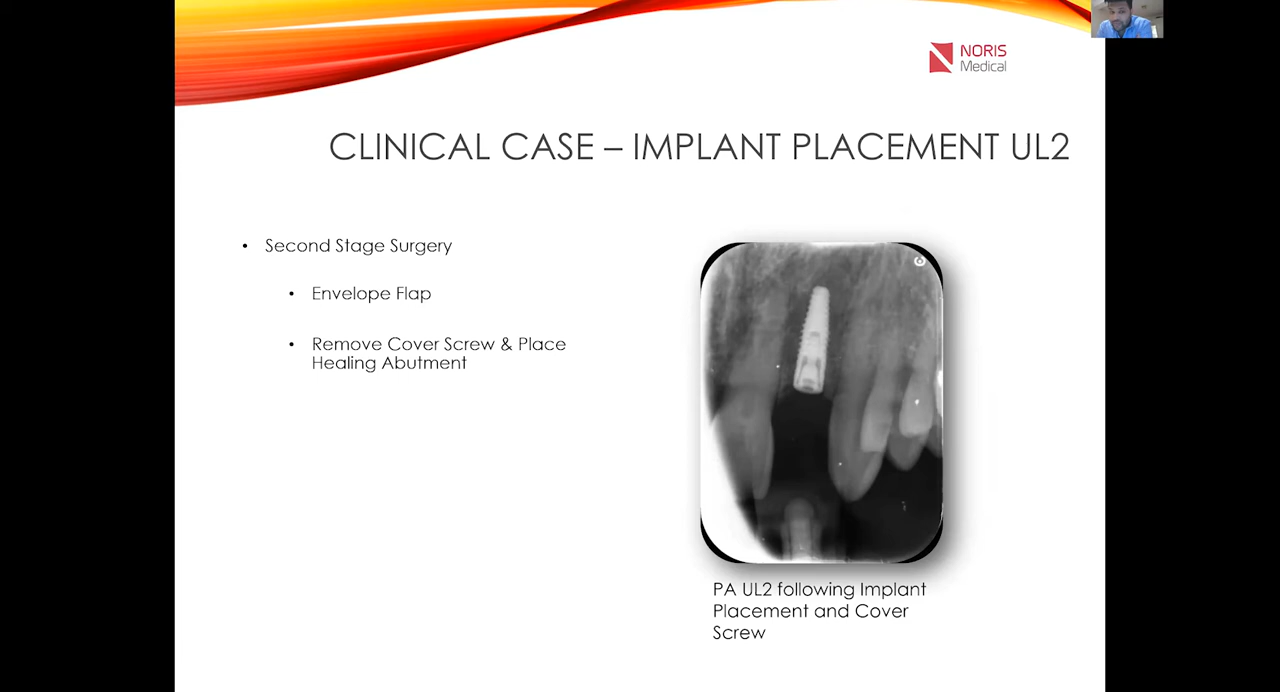 NORIS
Medical
CLINICAL CASE – IMPLANT PLACEMENT UL2
• Second Stage Surgery
• Envelope Flap
• Remove Cover Screw & Place
Healing Abutment
PA UL2 following Implant
Placement and Cover
Screw